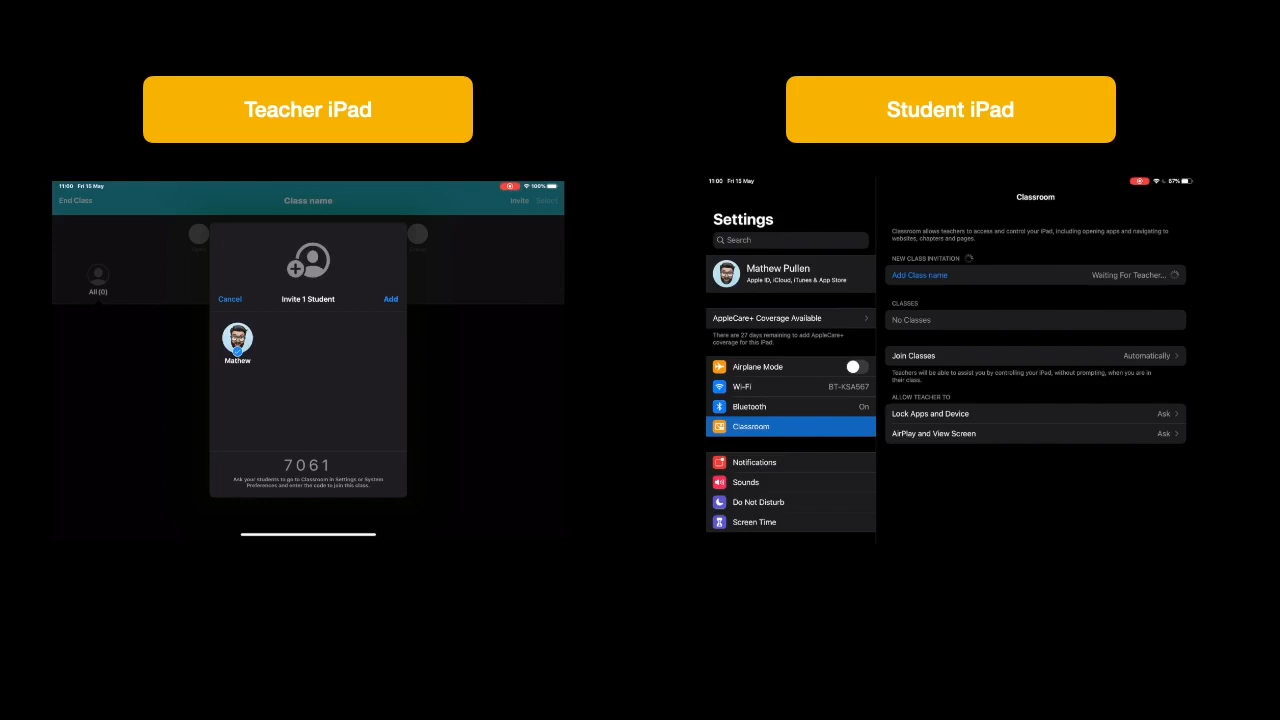 Teacher iPad
11:00 Fri 15 May
100%
End Class
Class name
Invite
Select
All (0)
Cancel
Invite 1 Student
Add
Mathew
7061
Ask your students to go to Classroom in Settings or System
Preferences and enter the code to join this class.
Student iPad
11:00 Fri 15 May
67%
Settings
Search
Mathew Pullen
Apple ID, iCloud, iTunes & App Store
AppleCare+ Coverage Available
There are 27 days remaining to add AppleCare+
coverage for this iPad.
Airplane Mode
Wi-Fi BT-KSA567
Bluetooth On
Classroom
Notifications
Sounds
Do Not Disturb
Screen Time
Classroom
Classroom allows teachers to access and control your iPad, including opening apps and navigating to
websites, chapters and pages.
NEW CLASS INVITATION
Add Class name Waiting For Teacher...
CLASSES
No Classes
Join Classes Automatically
Teachers will be able to assist you by controlling your iPad, without prompting, when you are in
their class.
ALLOW TEACHER TO
Lock Apps and Device Ask
AirPlay and View Screen Ask